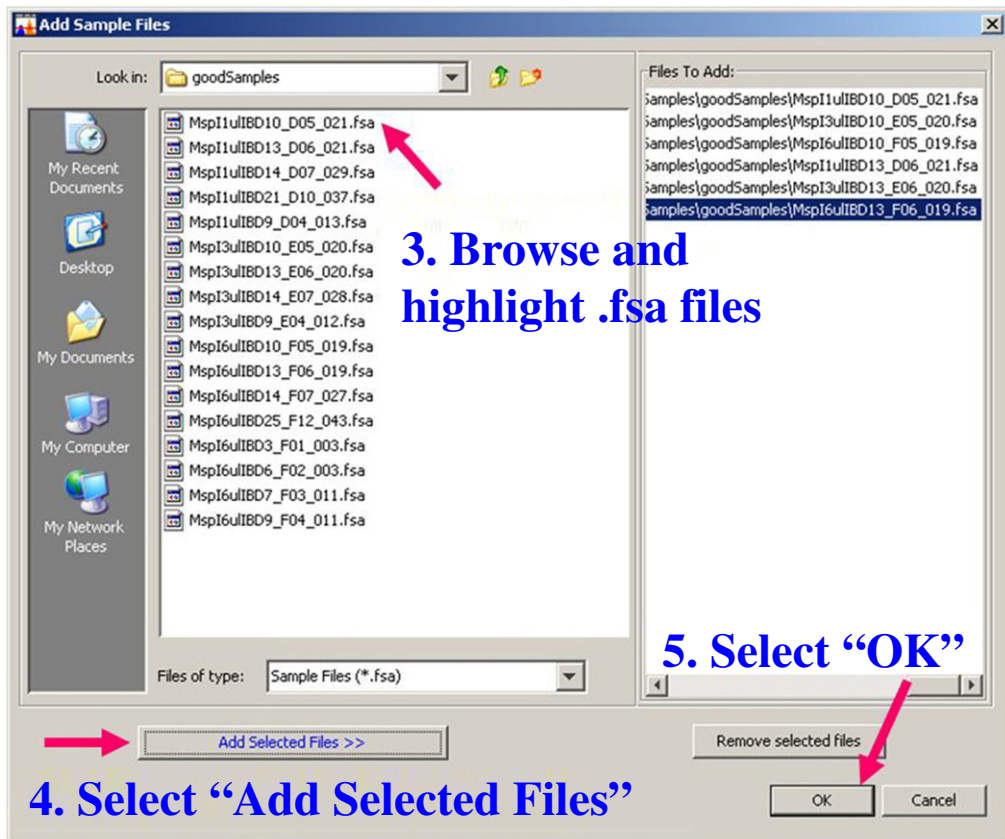 Add Sample Files
Look in:
goodSamples
My Recent
Documents
Desktop
My Documents
My Computer
My Network
Places
MspI1ulIBD10_D05_021.fsa
MspI1ulIBD13_D06_021.fsa
MspI1ulIBD14_D07_029.fsa
MspI1ulIBD21_D10_037.fsa
MspI1ulIBD9_D04_013.fsa
MspI3ulIBD10_E05_020.fsa
MspI3ulIBD13_E06_020.fsa
MspI3ulIBD14_E07_028.fsa
MspI3ulIBD9_E04_012.fsa
MspI6ulIBD10_F05_019.fsa
MspI6ulIBD13_F06_019.fsa
MspI6ulIBD14_F07_027.fsa
MspI6ulIBD25_F12_043.fsa
MspI6ulIBD3_F01_003.fsa
MspI6ulIBD6_F02_003.fsa
MspI6ulIBD7_F03_011.fsa
MspI6ulIBD9_F04_011.fsa
3. Browse and
highlight .fsa files
Files of type:
Sample Files (*.fsa)
Files To Add:
Samples\goodSamples\MspI1ulIBD10_D05_021.fsa
Samples\goodSamples\MspI3ulIBD10_E05_020.fsa
Samples\goodSamples\MspI6ulIBD10_F05_019.fsa
Samples\goodSamples\MspI1ulIBD13_D06_021.fsa
Samples\goodSamples\MspI3ulIBD13_E06_020.fsa
Samples\goodSamples\MspI6ulIBD13_F06_019.fsa
5. Select “OK”
Add Selected Files >>
Remove selected files
4. Select “Add Selected Files”
OK
Cancel